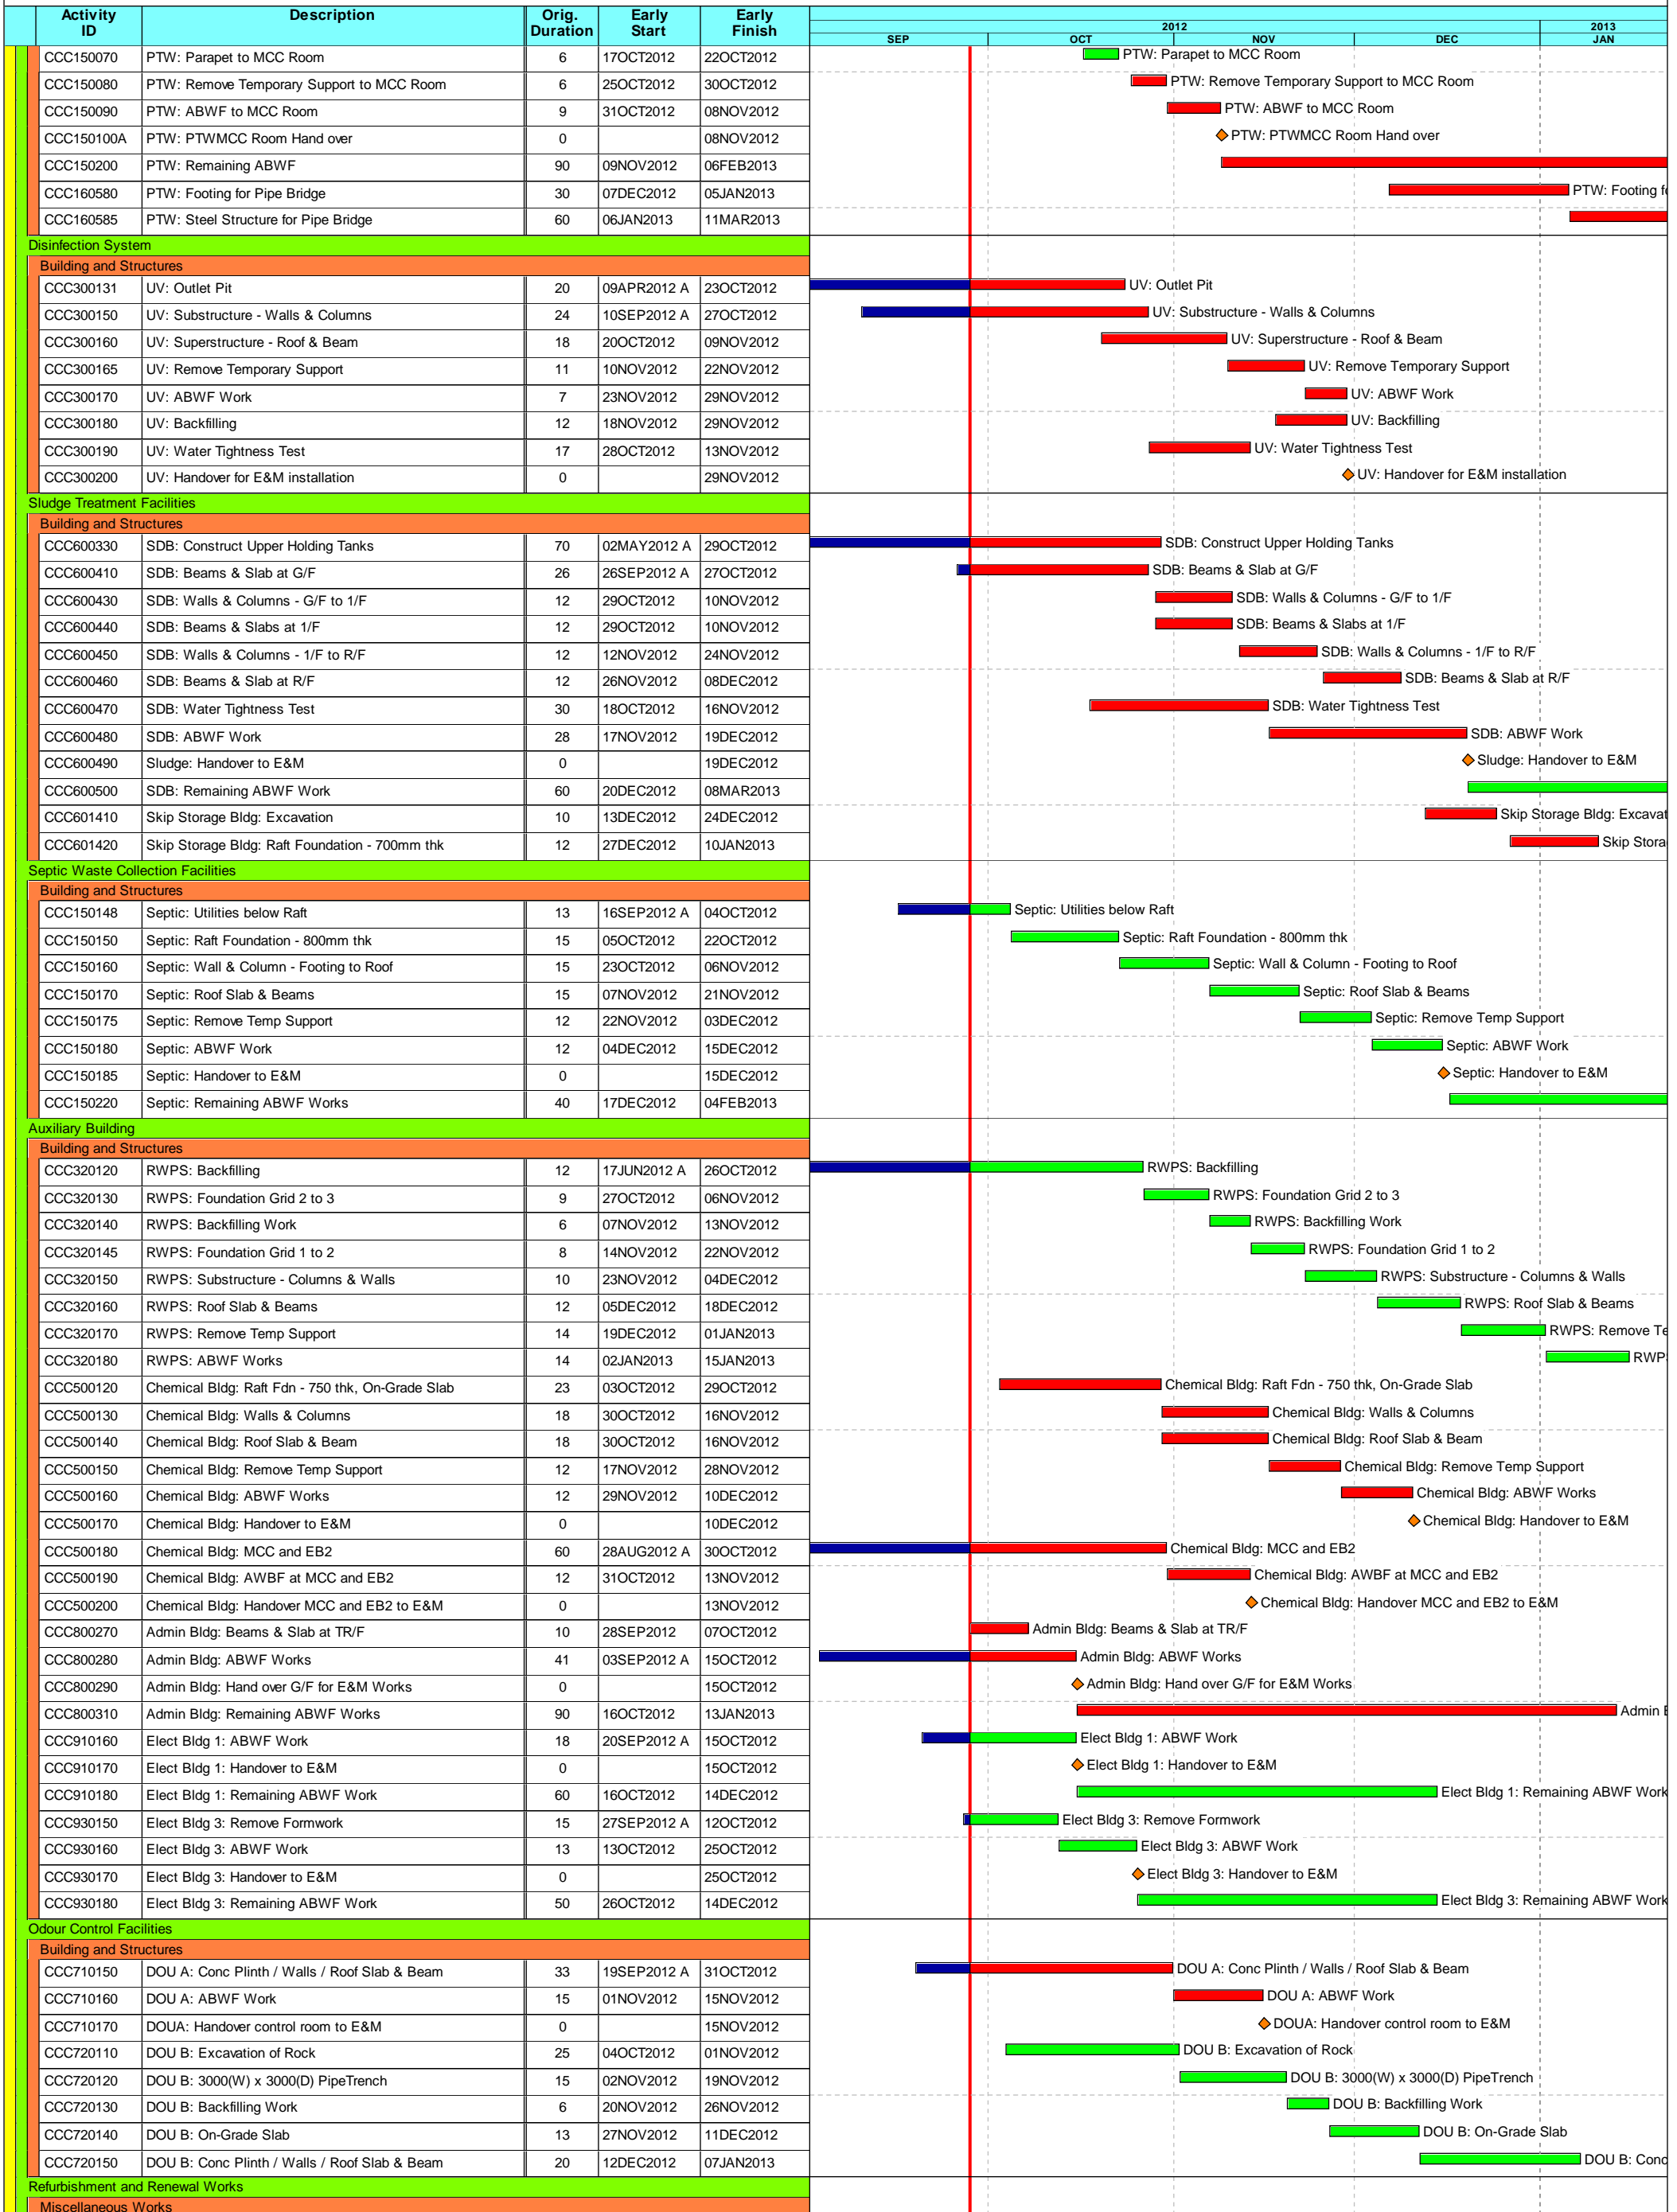 Activity ID Description Orig. Duration Early Start Early Finish
2012 2013
SEP OCT NOV DEC JAN
CCC150070 PTW: Parapet to MCC Room 6 17OCT2012 22OCT2012 PTW: Parapet to MCC Room
CCC150080 PTW: Remove Temporary Support to MCC Room 6 25OCT2012 30OCT2012 PTW: Remove Temporary Support to MCC Room
CCC150090 PTW: ABWF to MCC Room 9 31OCT2012 08NOV2012 PTW: ABWF to MCC Room
CCC150100A PTW: PTWMCC Room Hand over 0 08NOV2012 PTW: PTWMCC Room Hand over
CCC150200 PTW: Remaining ABWF 90 09NOV2012 06FEB2013
CCC160580 PTW: Footing for Pipe Bridge 30 07DEC2012 05JAN2013 PTW: Footing f
CCC160585 PTW: Steel Structure for Pipe Bridge 60 06JAN2013 11MAR2013
Disinfection System
Building and Structures
CCC300131 UV: Outlet Pit 20 09APR2012 A 23OCT2012 UV: Outlet Pit
CCC300150 UV: Substructure - Walls & Columns 24 10SEP2012 A 27OCT2012 UV: Substructure - Walls & Columns
CCC300160 UV: Superstructure - Roof & Beam 18 20OCT2012 09NOV2012 UV: Superstructure - Roof & Beam
CCC300165 UV: Remove Temporary Support 11 10NOV2012 22NOV2012 UV: Remove Temporary Support
CCC300170 UV: ABWF Work 7 23NOV2012 29NOV2012 UV: ABWF Work
CCC300180 UV: Backfilling 12 18NOV2012 29NOV2012 UV: Backfilling
CCC300190 UV: Water Tightness Test 17 28OCT2012 13NOV2012 UV: Water Tightness Test
CCC300200 UV: Handover for E&M installation 0 29NOV2012 UV: Handover for E&M installation
Sludge Treatment Facilities
Building and Structures
CCC600330 SDB: Construct Upper Holding Tanks 70 02MAY2012 A 29OCT2012 SDB: Construct Upper Holding Tanks
CCC600410 SDB: Beams & Slab at G/F 26 26SEP2012 A 27OCT2012 SDB: Beams & Slab at G/F
CCC600430 SDB: Walls & Columns - G/F to 1/F 12 29OCT2012 10NOV2012 SDB: Walls & Columns - G/F to 1/F
CCC600440 SDB: Beams & Slabs at 1/F 12 29OCT2012 10NOV2012 SDB: Beams & Slabs at 1/F
CCC600450 SDB: Walls & Columns - 1/F to R/F 12 12NOV2012 24NOV2012 SDB: Walls & Columns - 1/F to R/F
CCC600460 SDB: Beams & Slab at R/F 12 26NOV2012 08DEC2012 SDB: Beams & Slab at R/F
CCC600470 SDB: Water Tightness Test 30 18OCT2012 16NOV2012 SDB: Water Tightness Test
CCC600480 SDB: ABWF Work 28 17NOV2012 19DEC2012 SDB: ABWF Work
CCC600490 Sludge: Handover to E&M 0 19DEC2012 Sludge: Handover to E&M
CCC600500 SDB: Remaining ABWF Work 60 20DEC2012 08MAR2013
CCC601410 Skip Storage Bldg: Excavation 10 13DEC2012 24DEC2012 Skip Storage Bldg: Excavat
CCC601420 Skip Storage Bldg: Raft Foundation - 700mm thk 12 27DEC2012 10JAN2013 Skip Stora
Septic Waste Collection Facilities
Building and Structures
CCC150148 Septic: Utilities below Raft 13 16SEP2012 A 04OCT2012 Septic: Utilities below Raft
CCC150150 Septic: Raft Foundation - 800mm thk 15 05OCT2012 22OCT2012 Septic: Raft Foundation - 800mm thk
CCC150160 Septic: Wall & Column - Footing to Roof 15 23OCT2012 06NOV2012 Septic: Wall & Column - Footing to Roof
CCC150170 Septic: Roof Slab & Beams 15 07NOV2012 21NOV2012 Septic: Roof Slab & Beams
CCC150175 Septic: Remove Temp Support 12 22NOV2012 03DEC2012 Septic: Remove Temp Support
CCC150180 Septic: ABWF Work 12 04DEC2012 15DEC2012 Septic: ABWF Work
CCC150185 Septic: Handover to E&M 0 15DEC2012 Septic: Handover to E&M
CCC150220 Septic: Remaining ABWF Works 40 17DEC2012 04FEB2013
Auxiliary Building
Building and Structures
CCC320120 RWPS: Backfilling 12 17JUN2012 A 26OCT2012 RWPS: Backfilling
CCC320130 RWPS: Foundation Grid 2 to 3 9 27OCT2012 06NOV2012 RWPS: Foundation Grid 2 to 3
CCC320140 RWPS: Backfilling Work 6 07NOV2012 13NOV2012 RWPS: Backfilling Work
CCC320145 RWPS: Foundation Grid 1 to 2 8 14NOV2012 22NOV2012 RWPS: Foundation Grid 1 to 2
CCC320150 RWPS: Substructure - Columns & Walls 10 23NOV2012 04DEC2012 RWPS: Substructure - Columns & Walls
CCC320160 RWPS: Roof Slab & Beams 12 05DEC2012 18DEC2012 RWPS: Roof Slab & Beams
CCC320170 RWPS: Remove Temp Support 14 19DEC2012 01JAN2013 RWPS: Remove Te
CCC320180 RWPS: ABWF Works 14 02JAN2013 15JAN2013 RWP
CCC500120 Chemical Bldg: Raft Fdn - 750 thk, On-Grade Slab 23 03OCT2012 29OCT2012 Chemical Bldg: Raft Fdn - 750 thk, On-Grade Slab
CCC500130 Chemical Bldg: Walls & Columns 18 30OCT2012 16NOV2012 Chemical Bldg: Walls & Columns
CCC500140 Chemical Bldg: Roof Slab & Beam 18 30OCT2012 16NOV2012 Chemical Bldg: Roof Slab & Beam
CCC500150 Chemical Bldg: Remove Temp Support 12 17NOV2012 28NOV2012 Chemical Bldg: Remove Temp Support
CCC500160 Chemical Bldg: ABWF Works 12 29NOV2012 10DEC2012 Chemical Bldg: ABWF Works
CCC500170 Chemical Bldg: Handover to E&M 0 10DEC2012 Chemical Bldg: Handover to E&M
CCC500180 Chemical Bldg: MCC and EB2 60 28AUG2012 A 30OCT2012 Chemical Bldg: MCC and EB2
CCC500190 Chemical Bldg: AWBF at MCC and EB2 12 31OCT2012 13NOV2012 Chemical Bldg: AWBF at MCC and EB2
CCC500200 Chemical Bldg: Handover MCC and EB2 to E&M 0 13NOV2012 Chemical Bldg: Handover MCC and EB2 to E&M
CCC800270 Admin Bldg: Beams & Slab at TR/F 10 28SEP2012 07OCT2012 Admin Bldg: Beams & Slab at TR/F
CCC800280 Admin Bldg: ABWF Works 41 03SEP2012 A 15OCT2012 Admin Bldg: ABWF Works
CCC800290 Admin Bldg: Hand over G/F for E&M Works 0 15OCT2012 Admin Bldg: Hand over G/F for E&M Works
CCC800310 Admin Bldg: Remaining ABWF Works 90 16OCT2012 13JAN2013 Admin B
CCC910160 Elect Bldg 1: ABWF Work 18 20SEP2012 A 15OCT2012 Elect Bldg 1: ABWF Work
CCC910170 Elect Bldg 1: Handover to E&M 0 15OCT2012 Elect Bldg 1: Handover to E&M
CCC910180 Elect Bldg 1: Remaining ABWF Work 60 16OCT2012 14DEC2012 Elect Bldg 1: Remaining ABWF Work
CCC930150 Elect Bldg 3: Remove Formwork 15 27SEP2012 A 12OCT2012 Elect Bldg 3: Remove Formwork
CCC930160 Elect Bldg 3: ABWF Work 13 13OCT2012 25OCT2012 Elect Bldg 3: ABWF Work
CCC930170 Elect Bldg 3: Handover to E&M 0 25OCT2012 Elect Bldg 3: Handover to E&M
CCC930180 Elect Bldg 3: Remaining ABWF Work 50 26OCT2012 14DEC2012 Elect Bldg 3: Remaining ABWF Work
Odour Control Facilities
Building and Structures
CCC710150 DOU A: Conc Plinth / Walls / Roof Slab & Beam 33 19SEP2012 A 31OCT2012 DOU A: Conc Plinth / Walls / Roof Slab & Beam
CCC710160 DOU A: ABWF Work 15 01NOV2012 15NOV2012 DOU A: ABWF Work
CCC710170 DOUA: Handover control room to E&M 0 15NOV2012 DOUA: Handover control room to E&M
CCC720110 DOU B: Excavation of Rock 25 04OCT2012 01NOV2012 DOU B: Excavation of Rock
CCC720120 DOU B: 3000(W) x 3000(D) PipeTrench 15 02NOV2012 19NOV2012 DOU B: 3000(W) x 3000(D) PipeTrench
CCC720130 DOU B: Backfilling Work 6 20NOV2012 26NOV2012 DOU B: Backfilling Work
CCC720140 DOU B: On-Grade Slab 13 27NOV2012 11DEC2012 DOU B: On-Grade Slab
CCC720150 DOU B: Conc Plinth / Walls / Roof Slab & Beam 20 12DEC2012 07JAN2013 DOU B: Conc
Refurbishment and Renewal Works
Miscellaneous Works